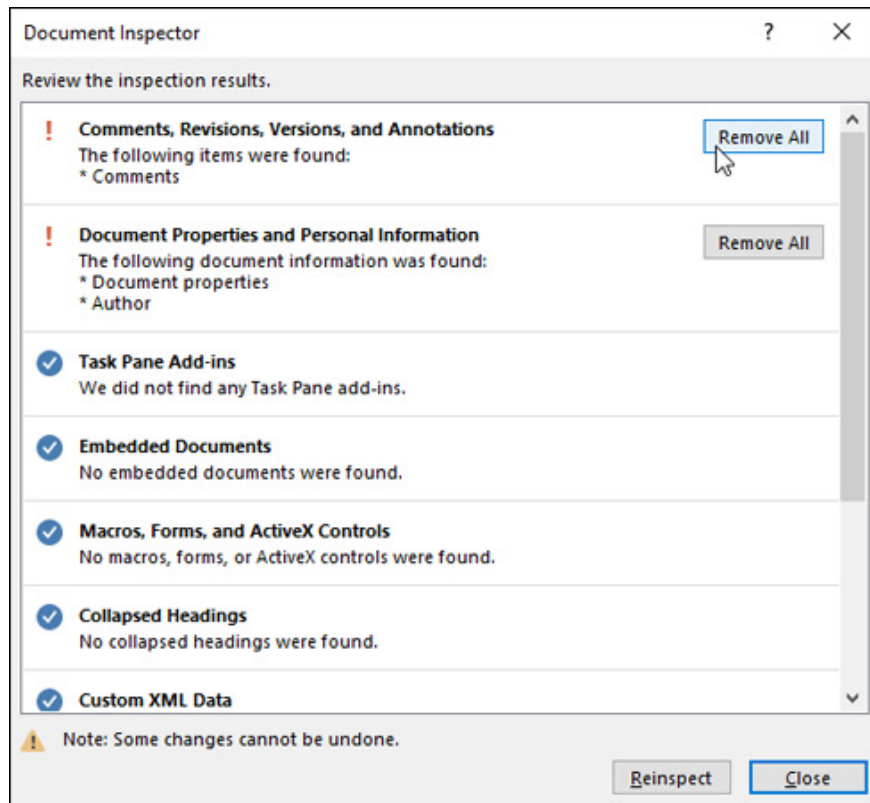 Document Inspector
Review the inspection results.
Comments, Revisions, Versions, and Annotations
Remove All
The following items were found:
* Comments
Document Properties and Personal Information
Remove All
The following document information was found:
* Document properties
* Author
Task Pane Add-ins
We did not find any Task Pane add-ins.
Embedded Documents
No embedded documents were found.
Macros, Forms, and ActiveX Controls
No macros, forms, or ActiveX controls were found.
Collapsed Headings
No collapsed headings were found.
Custom XML Data
Note: Some changes cannot be undone.
Reinspect
Close